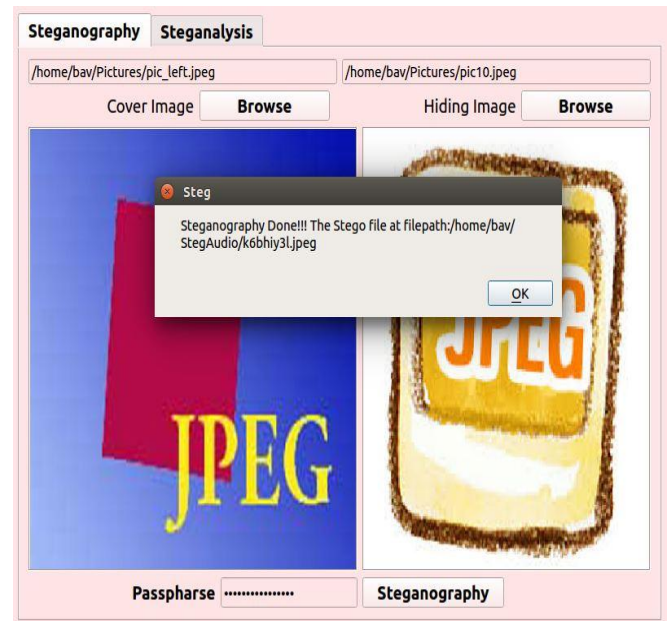 Steganography Steganalysis
/home/bav/Pictures/pic_left.jpeg /home/bav/Pictures/pic10.jpeg
Cover Image Browse Hiding Image Browse
Steg
Steganography Done!!! The Stego file at filepath:/home/bav/
StegAudio/k6bhiy3l.jpeg
OK
JPEG
JPEG
Passpharse ••••••••••••••• Steganography